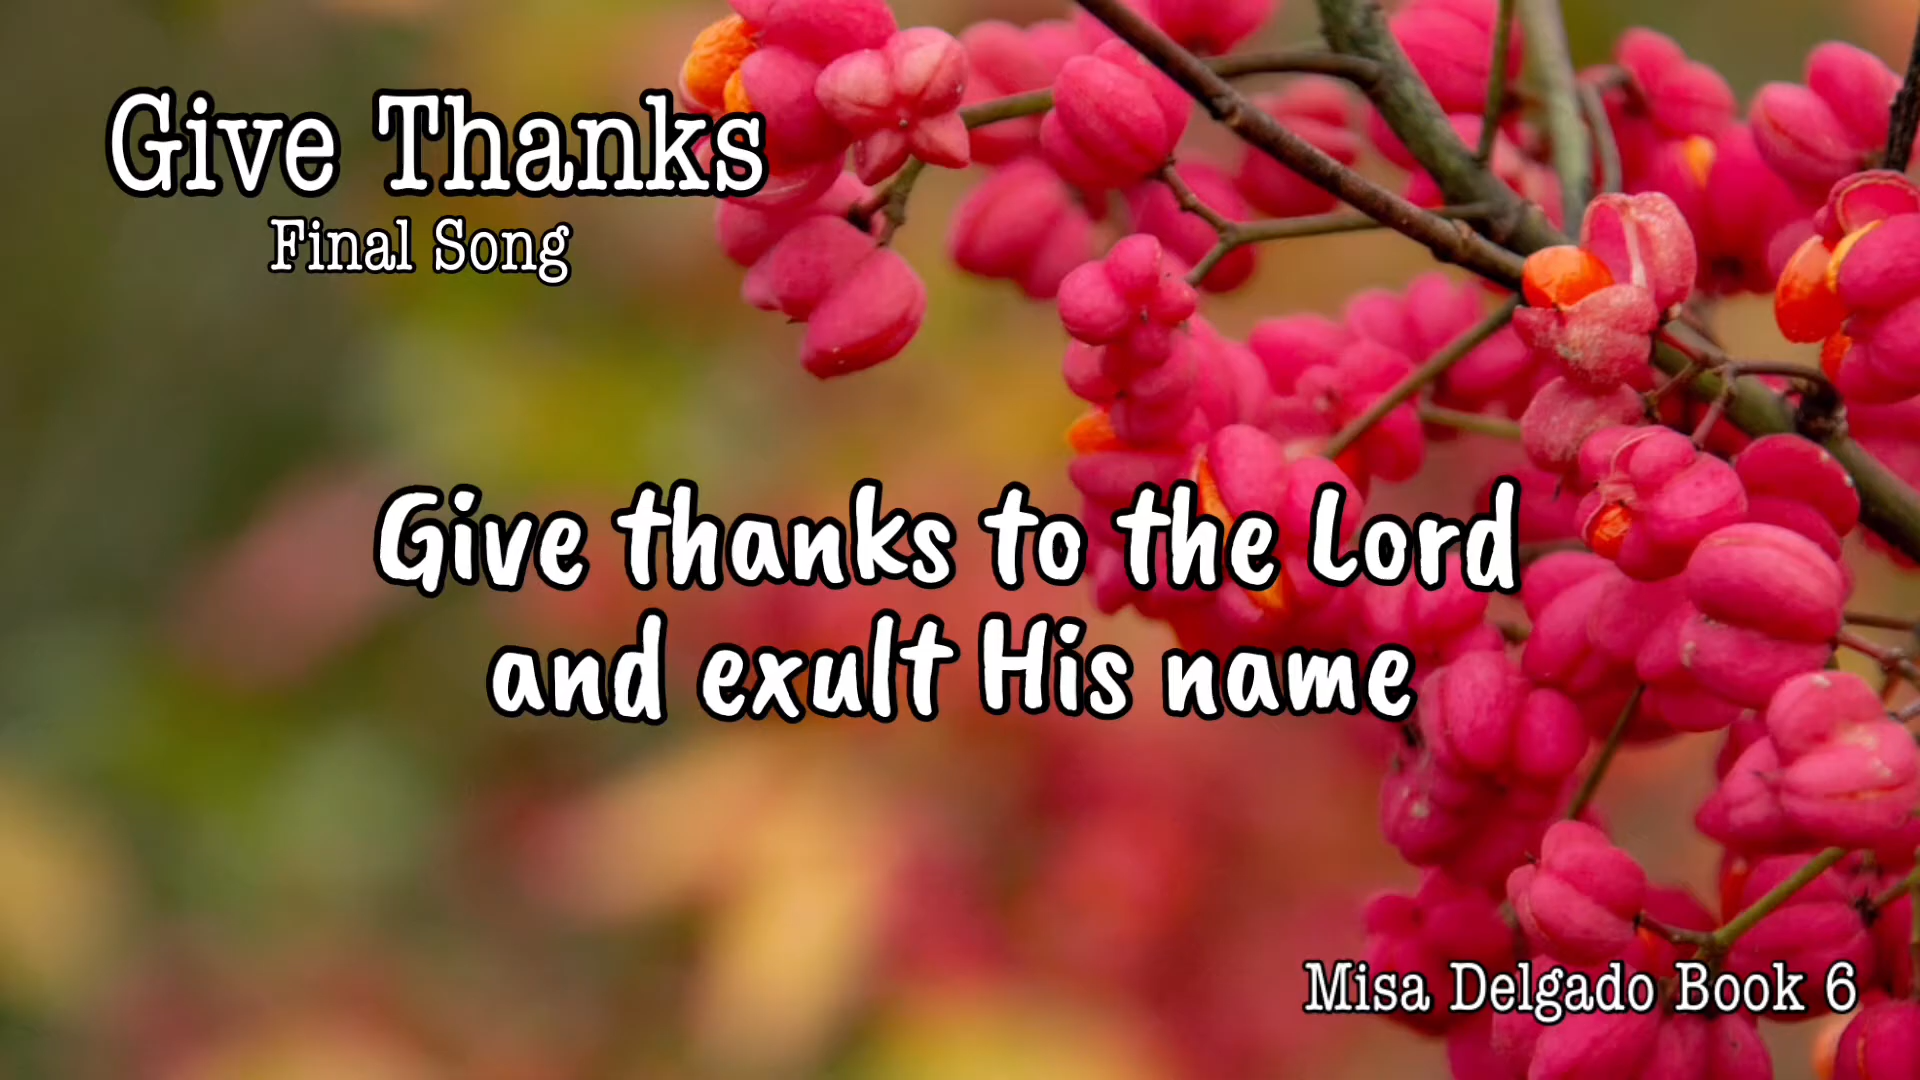 Give Thanks
Final Song
Give thanks to the Lord
and exult His name
Misa Delgado Book 6